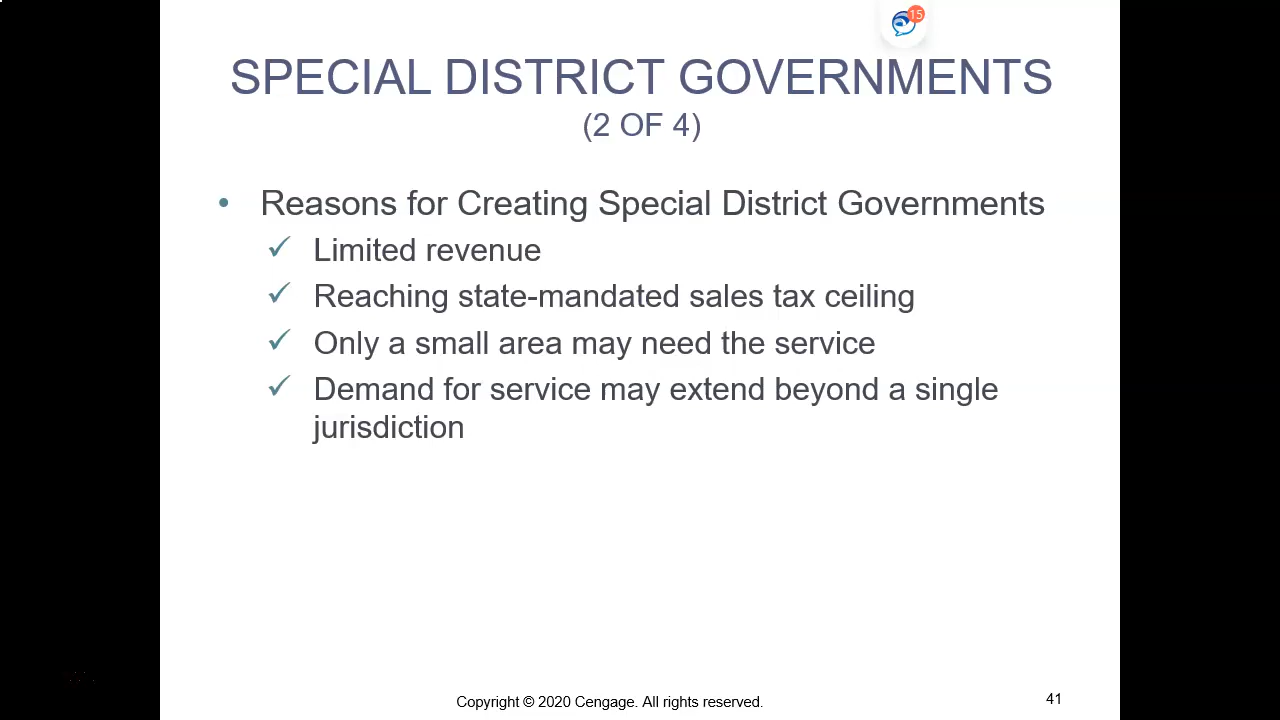 15
SPECIAL DISTRICT GOVERNMENTS
(2 OF 4)
• Reasons for Creating Special District Governments
✓ Limited revenue
✓ Reaching state-mandated sales tax ceiling
✓ Only a small area may need the service
✓ Demand for service may extend beyond a single
jurisdiction
Copyright © 2020 Cengage. All rights reserved.
41